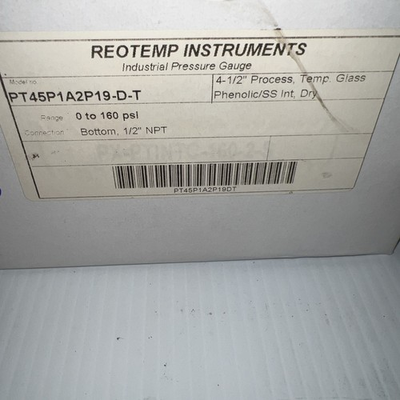 REOTEMP INSTRUMENTS
Industrial Pressure Gauge
Model no.
PT45P1A2P19-D-T
4-1/2" Process, Temp. Glass
Phenolic/SS Int, Dry
Range 0 to 160 psi
Connection Bottom, 1/2" NPT
PT45P1A2P19DT